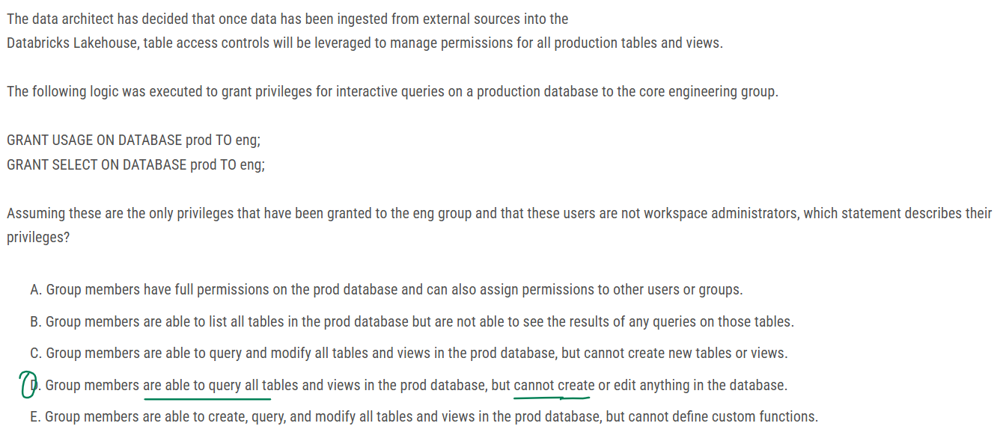 The data architect has decided that once data has been ingested from external sources into the
Databricks Lakehouse, table access controls will be leveraged to manage permissions for all production tables and views.
The following logic was executed to grant privileges for interactive queries on a production database to the core engineering group.
GRANT USAGE ON DATABASE prod TO eng;
GRANT SELECT ON DATABASE prod TO eng;
Assuming these are the only privileges that have been granted to the eng group and that these users are not workspace administrators, which statement describes their
privileges?
A. Group members have full permissions on the prod database and can also assign permissions to other users or groups.
B. Group members are able to list all tables in the prod database but are not able to see the results of any queries on those tables.
C. Group members are able to query and modify all tables and views in the prod database, but cannot create new tables or views.
D. Group members are able to query all tables and views in the prod database, but cannot create or edit anything in the database.
E. Group members are able to create, query, and modify all tables and views in the prod database, but cannot define custom functions.